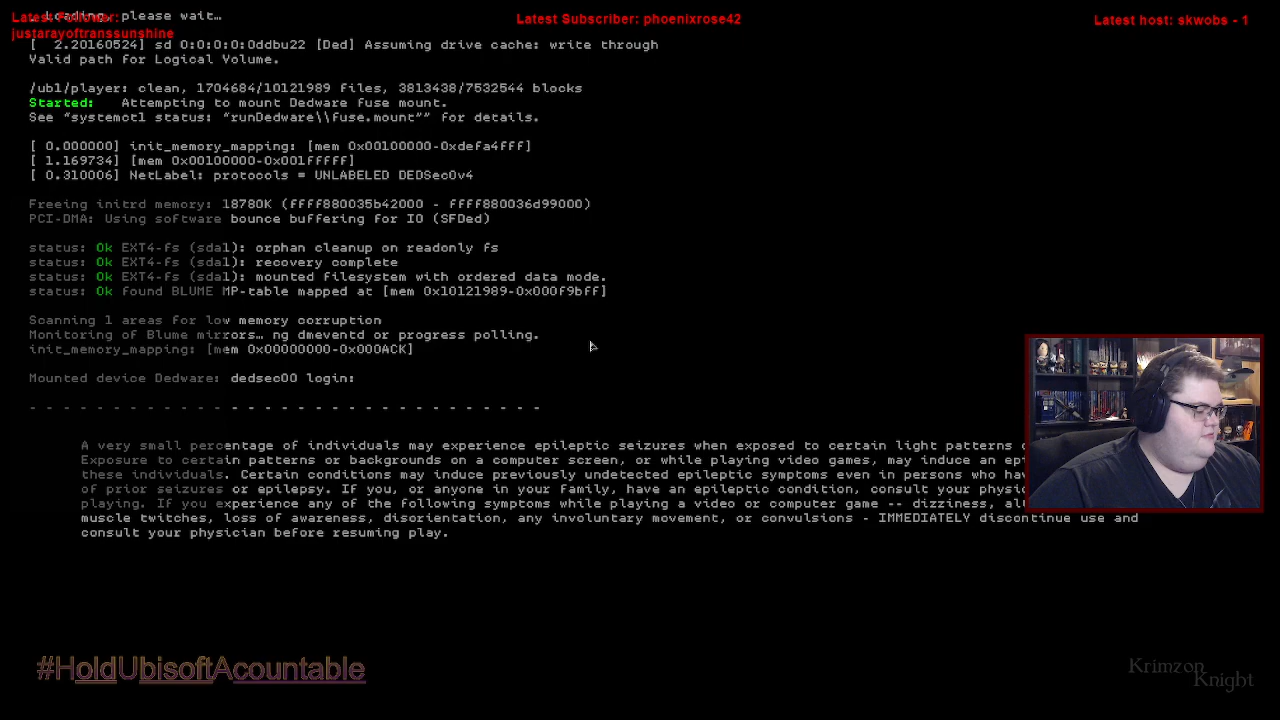 Loading, please wait…
Latest Follower:
justarayoftranssunshine
Latest Subscriber: phoenixrose42
Latest host: skwobs - 1
[ 2.20160524] sd 0:0:0:0:0ddbu22 [Ded] Assuming drive cache: write through
Valid path for Logical Volume.
/ubi/player: clean, 1704684/10121989 files, 3813438/7532544 blocks
Started: Attempting to mount Dedware fuse mount.
See “systemctl status: “runDedware\\fuse.mount”” for details.
[ 0.000000] init_memory_mapping: [mem 0x00100000-0xdefa4fff]
[ 1.169734] [mem 0x00100000-0x001fffff]
[ 0.310006] NetLabel: protocols = UNLABELED DEDSec0v4
Freeing initrd memory: 18780K (ffff880035b42000 - ffff880036d99000)
PCI-DMA: Using software bounce buffering for IO (SFDed)
status: Ok EXT4-fs (sda1): orphan cleanup on readonly fs
status: Ok EXT4-fs (sda1): recovery complete
status: Ok EXT4-fs (sda1): mounted filesystem with ordered data mode.
status: Ok found BLUME MP-table mapped at [mem 0x10121989-0x000f9bff]
Scanning 1 areas for low memory corruption
Monitoring of Blume mirrors… ng dmeventd or progress polling.
init_memory_mapping: [mem 0x00000000-0x000ACK]
Mounted device Dedware: dedsec00 login:
- - - - - - - - - - - - - - - - - - - - - - - - - - - - - - -
A very small percentage of individuals may experience epileptic seizures when exposed to certain light patterns
Exposure to certain patterns or backgrounds on a computer screen, or while playing video games, may induce an
these individuals. Certain conditions may induce previously undetected epileptic symptoms even in persons who
of prior seizures or epilepsy. If you, or anyone in your family, have an epileptic condition, consult your
playing. If you experience any of the following symptoms while playing a video or computer game -- dizziness,
muscle twitches, loss of awareness, disorientation, any involuntary movement, or convulsions - IMMEDIATELY discontinue use and
consult your physician before resuming play.
#HoldUbisoftAcountable
Krimzon
Knight